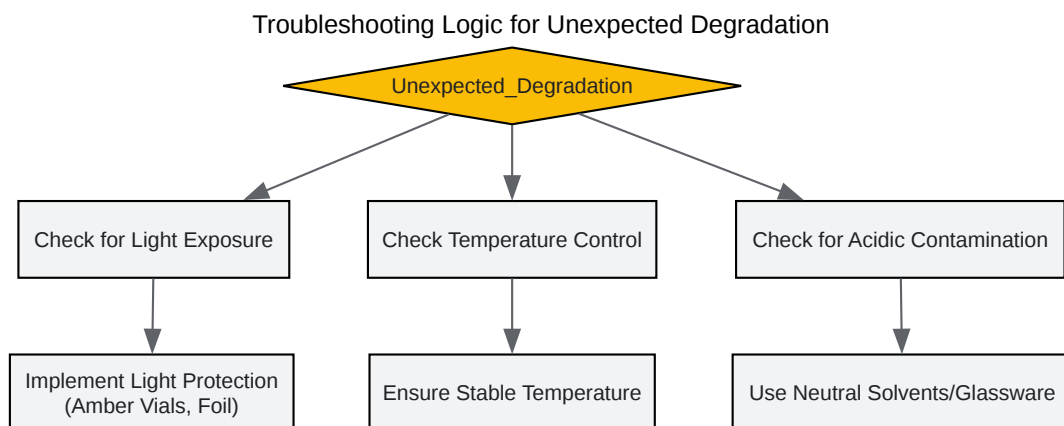 Troubleshooting Logic for Unexpected Degradation
Unexpected_Degradation
Check for Light Exposure
Check Temperature Control
Check for Acidic Contamination
Implement Light Protection
(Amber Vials, Foil)
Ensure Stable Temperature
Use Neutral Solvents/Glassware